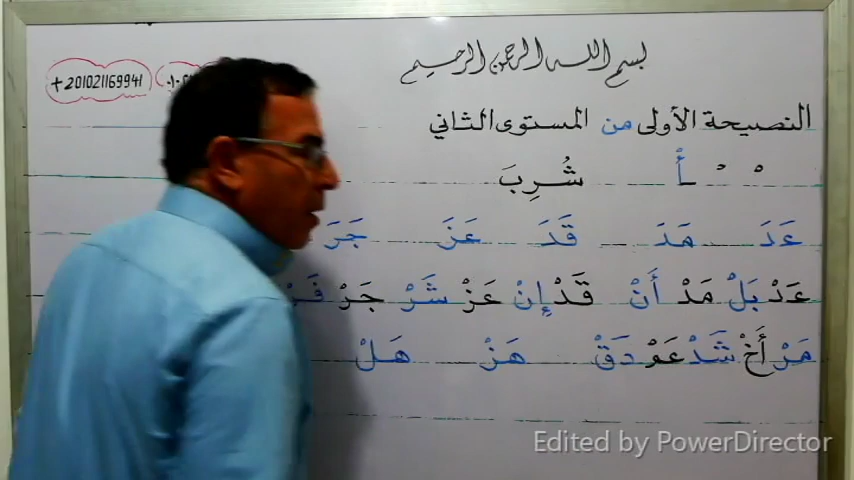 بسم الله الرحمن الرحيم
+201021169941
النصيحة الأولى من المستوى الثاني
أْ شُرِبَ
عَدَ مَدَ قَدَ عَزَ جَرَ
عَدْ بَلْ مَدْ أَنْ قَدْ إِنْ عَزْ شَرْ جَرْ فَرْ
مَرْ أَخْ شَدْ عَوْ دَقْ هَزْ هَلْ
Edited by PowerDirector